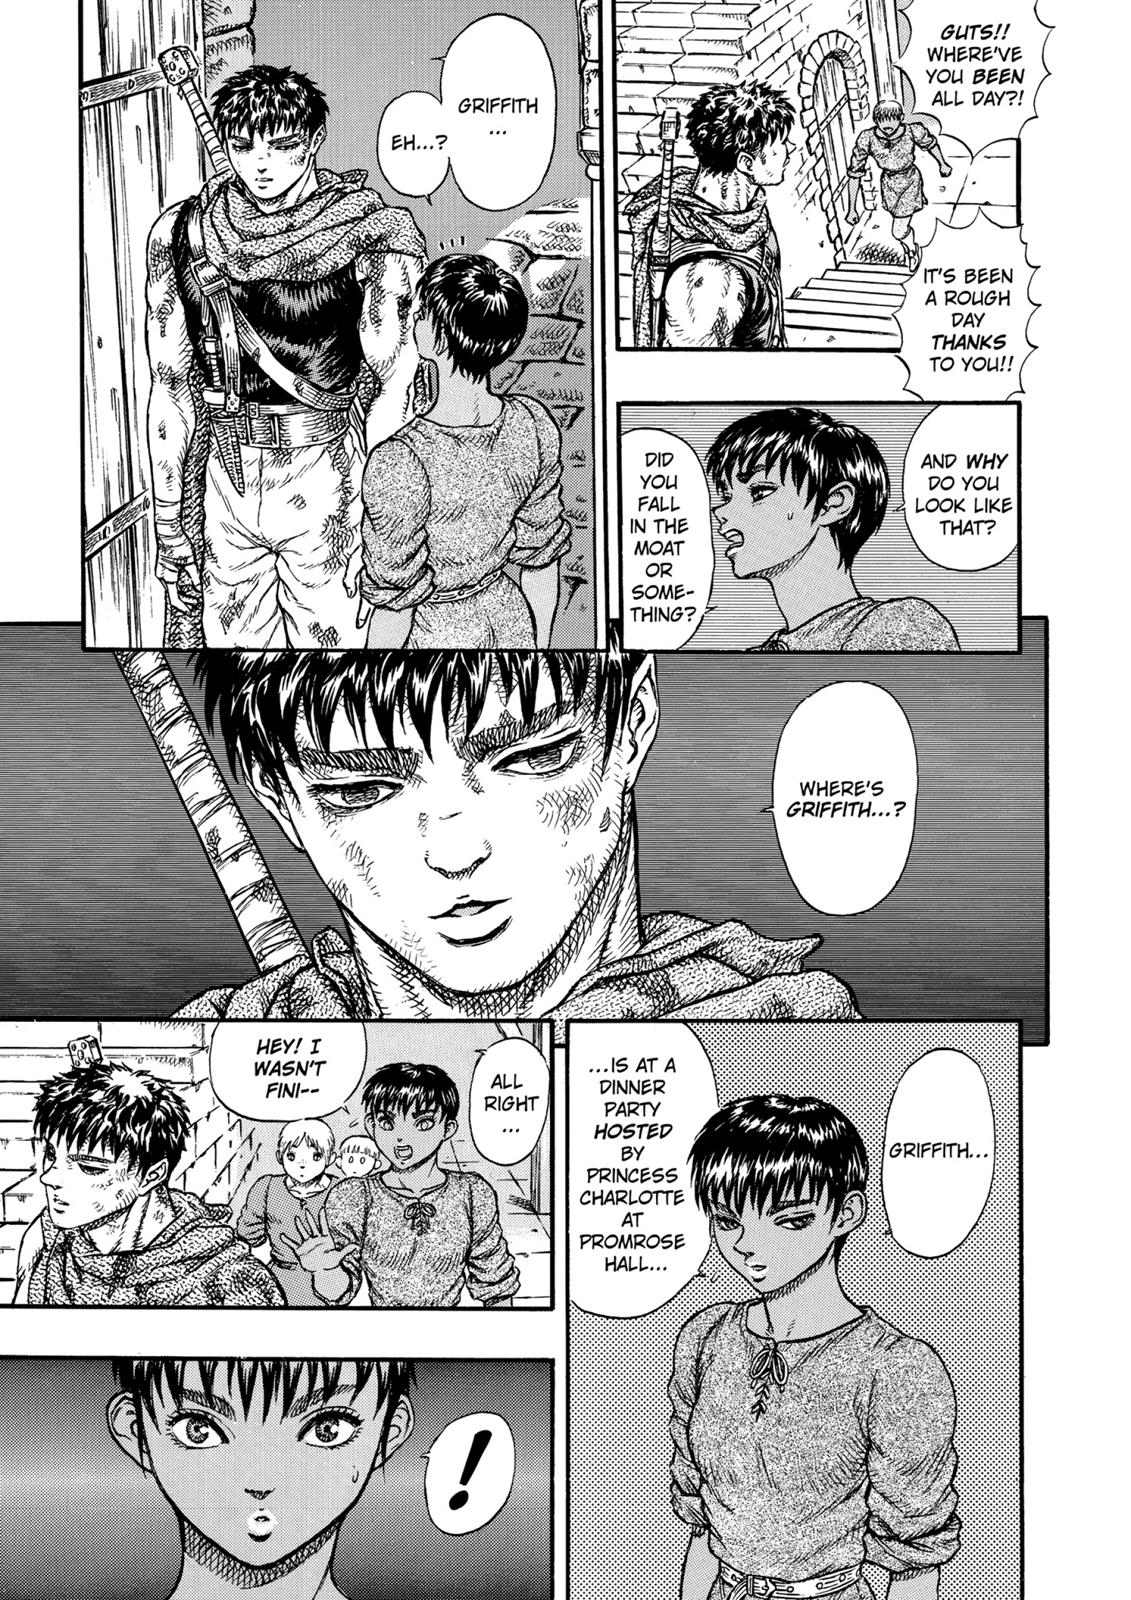 GUTS!!
WHERE'VE
YOU BEEN
ALL DAY?!
IT'S BEEN
A ROUGH
DAY
THANKS
TO YOU!!
AND WHY
DO YOU
LOOK LIKE
THAT?
DID
YOU
FALL
IN THE
MOAT
OR
SOME-
THING?
GRIFFITH
...
EH...?
WHERE'S
GRIFFITH...?
GRIFFITH...
...IS AT A
DINNER
PARTY
HOSTED
BY
PRINCESS
CHARLOTTE
AT
PROMROSE
HALL...
ALL
RIGHT
...
HEY! I
WASN'T
FINI--
!